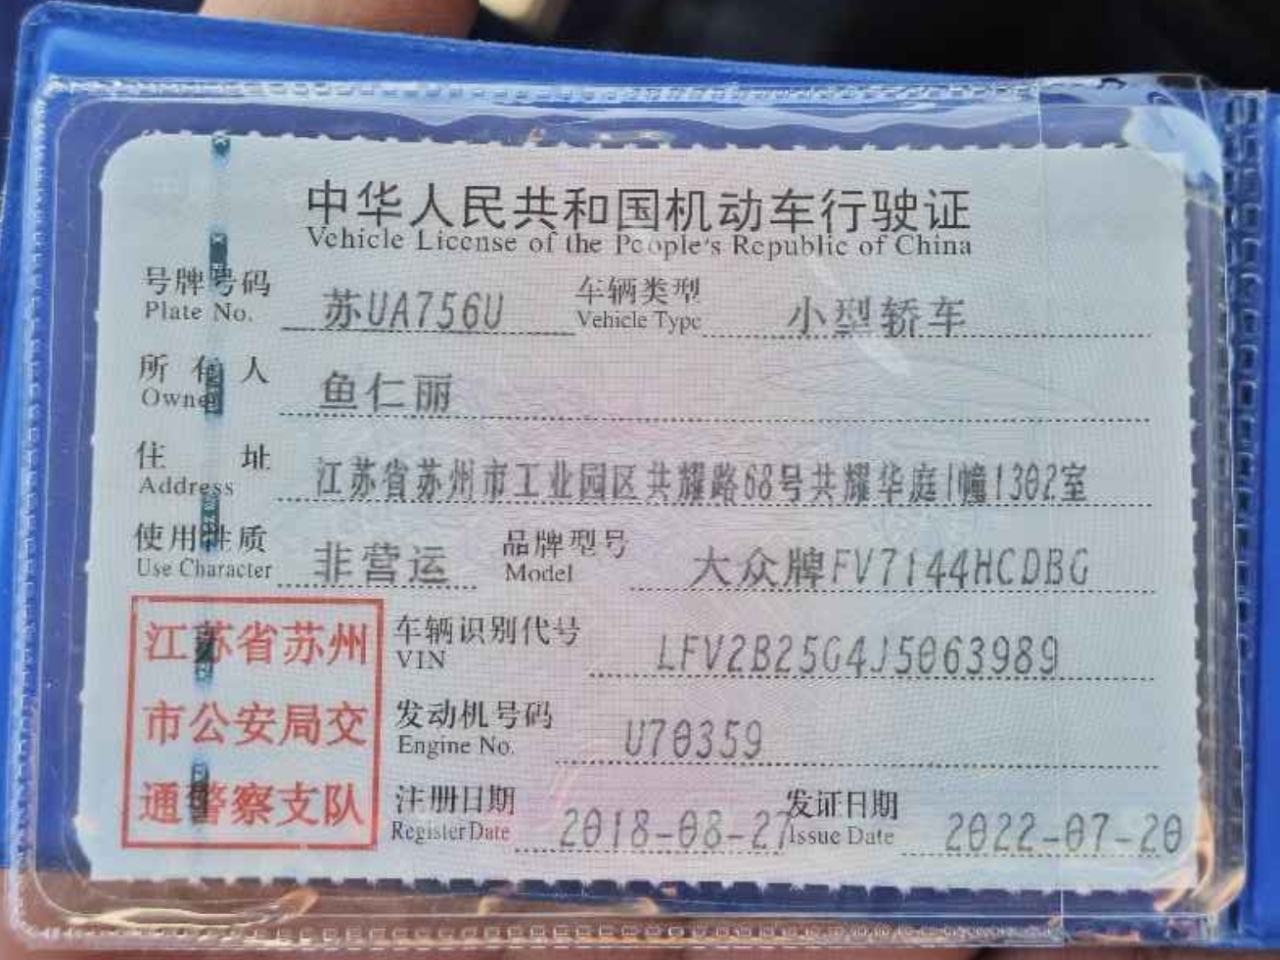 中华人民共和国机动车行驶证
Vehicle License of the People's Republic of China
号牌号码 苏UA756U 车辆类型 小型轿车
Plate No. Vehicle Type
所有人 鱼仁丽
Owner
住址 江苏省苏州市工业园区共耀路68号共耀华庭1幢1302室
Address
使用性质 非营运 品牌型号 大众牌FV7144HCDBG
Use Character Model
江苏省苏州
市公安局交
通警察支队
车辆识别代号 LFV2B25G4J5063989
VIN
发动机号码 U70359
Engine No.
注册日期 2018-08-27 发证日期 2022-07-20
Register Date Issue Date